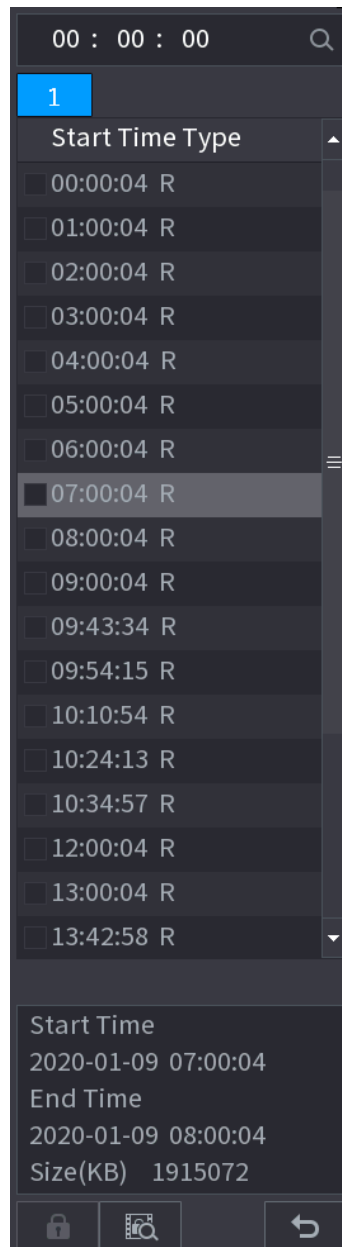 00 : 00 : 00
1
Start Time Type
00:00:04 R
01:00:04 R
02:00:04 R
03:00:04 R
04:00:04 R
05:00:04 R
06:00:04 R
07:00:04 R
08:00:04 R
09:00:04 R
09:43:34 R
09:54:15 R
10:10:54 R
10:24:13 R
10:34:57 R
12:00:04 R
13:00:04 R
13:42:58 R
Start Time
2020-01-09 07:00:04
End Time
2020-01-09 08:00:04
Size(KB) 1915072